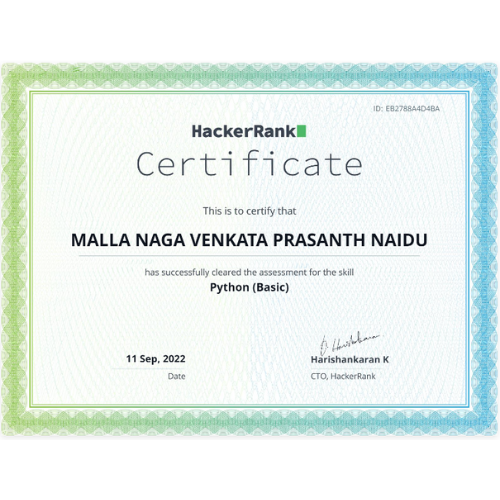 ID: EB2788A4D4BA
HackerRank
Certificate
This is to certify that
MALLA NAGA VENKATA PRASANTH NAIDU
has successfully cleared the assessment for the skill
Python (Basic)
11 Sep, 2022
Date
Harishankaran K
CTO, HackerRank